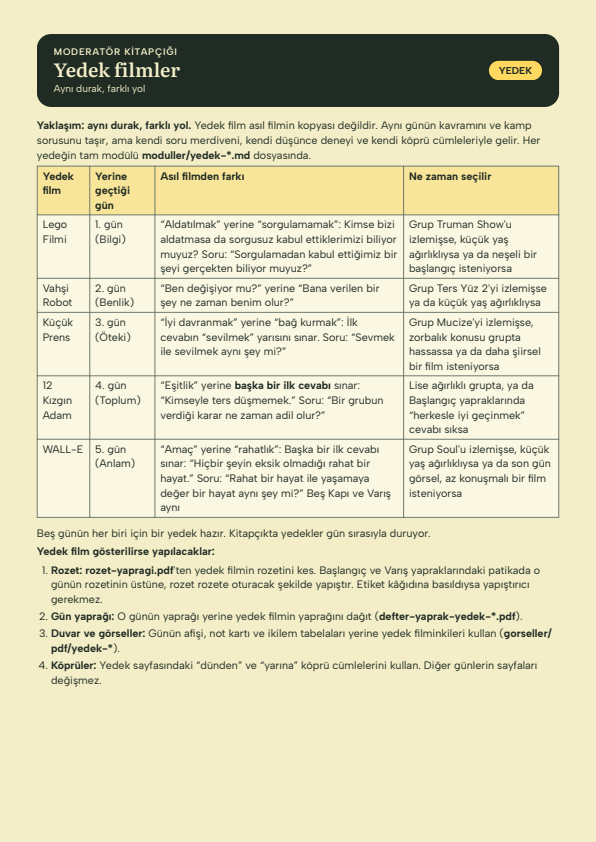 MODERATÖR KİTAPÇIĞI
Yedek filmler
Aynı durak, farklı yol
YEDEK
Yaklaşım: aynı durak, farklı yol. Yedek film asıl filmin kopyası değildir. Aynı günün kavramını ve kamp
sorusunu taşır, ama kendi soru merdiveni, kendi düşünce deneyi ve kendi köprü cümleleriyle gelir. Her
yedeğin tam modülü moduller/yedek-*.md dosyasında.
Yedek
film
Yerine
geçtiği
gün
Asıl filmden farkı
Ne zaman seçilir
Lego
Filmi
1. gün
(Bilgi)
“Aldatılmak” yerine “sorgulamamak”: Kimse bizi
aldatmasa da sorgusuz kabul ettiklerimizi biliyor
muyuz? Soru: “Sorgulamadan kabul ettiğimiz bir
şeyi gerçekten biliyor muyuz?”
Grup Truman Show'u
izlemişse, küçük yaş
ağırlıklıysa ya da neşeli bir
başlangıç isteniyorsa
Vahşi
Robot
2. gün
(Benlik)
“Ben değişiyor mu?” yerine “Bana verilen bir
şey ne zaman benim olur?”
Grup Ters Yüz 2'yi izlemişse
ya da küçük yaş ağırlıklıysa
Küçük
Prens
3. gün
(Öteki)
“İyi davranmak” yerine “bağ kurmak”: İlk
cevabın “sevilmek” yarısını sınar. Soru: “Sevmek
ile sevilmek aynı şey mi?”
Grup Mucize'yi izlemişse,
zorbalık konusu grupta
hassassa ya da daha şiirsel
bir film isteniyorsa
12
Kızgın
Adam
4. gün
(Toplum)
“Eşitlik” yerine başka bir ilk cevabı sınar:
“Kimseyle ters düşmemek.” Soru: “Bir grubun
verdiği karar ne zaman adil olur?”
Lise ağırlıklı grupta, ya da
Başlangıç yapraklarında
“herkesle iyi geçinmek”
cevabı sıksa
WALL-E
5. gün
(Anlam)
“Amaç” yerine “rahatlık”: Başka bir ilk cevabı
sınar: “Hiçbir şeyin eksik olmadığı rahat bir
hayat.” Soru: “Rahat bir hayat ile yaşamaya
değer bir hayat aynı şey mi?” Beş Kapı ve Varış
aynı
Grup Soul'u izlemişse, küçük
yaş ağırlıklıysa ya da son gün
görsel, az konuşmalı bir film
isteniyorsa
Beş günün her biri için bir yedek hazır. Kitapçıkta yedekler gün sırasıyla duruyor.
Yedek film gösterilirse yapılacaklar:
1. Rozet: rozet-yapragi.pdf'ten yedek filmin rozetini kes. Başlangıç ve Varış yapraklarındaki patikada o
günün rozetinin üstüne, rozet rozete oturacak şekilde yapıştır. Etiket kâğıdına basıldıysa yapıştırıcı
gerekmez.
2. Gün yaprağı: O günün yaprağı yerine yedek filmin yaprağını dağıt (defter-yaprak-yedek-*.pdf).
3. Duvar ve görseller: Günün afişi, not kartı ve ikilem tabelaları yerine yedek filminkileri kullan (gorseller/
pdf/yedek-*).
4. Köprüler: Yedek sayfasındaki “dünden” ve “yarına” köprü cümlelerini kullan. Diğer günlerin sayfaları
değişmez.